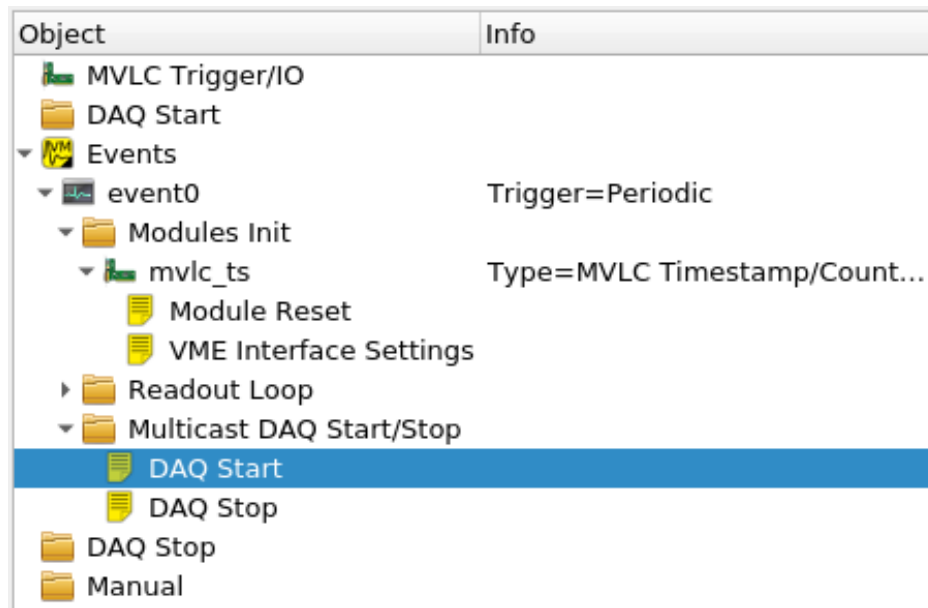 Object Info
MVLC Trigger/IO
DAQ Start
Events
event0 Trigger=Periodic
Modules Init
mvlc_ts Type=MVLC Timestamp/Count...
Module Reset
VME Interface Settings
Readout Loop
Multicast DAQ Start/Stop
DAQ Start
DAQ Stop
DAQ Stop
Manual